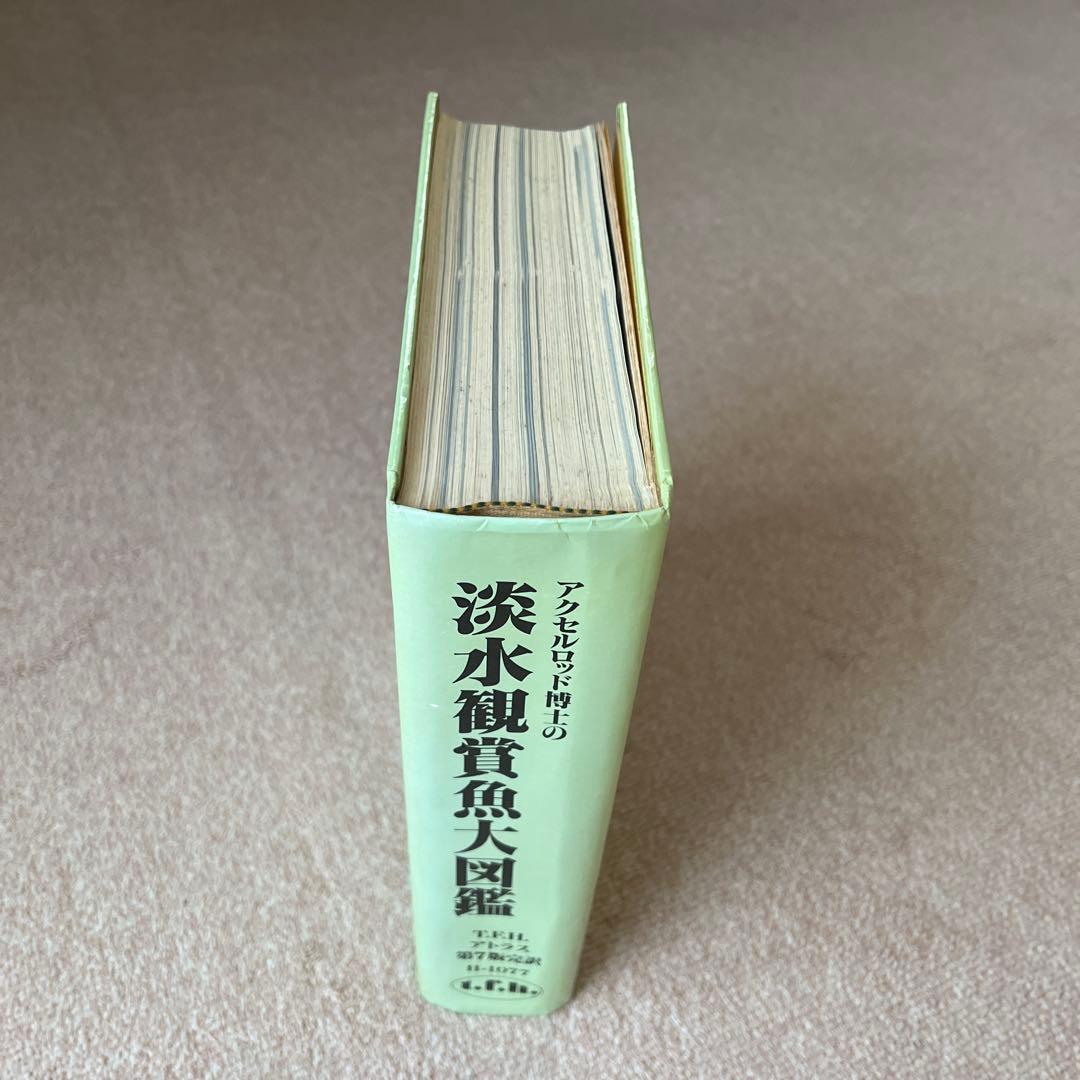 アクセルロッド博士の
淡水観賞魚大図鑑
T.F.H.
アトラス
第7版完訳
H-1077
t.f.h.